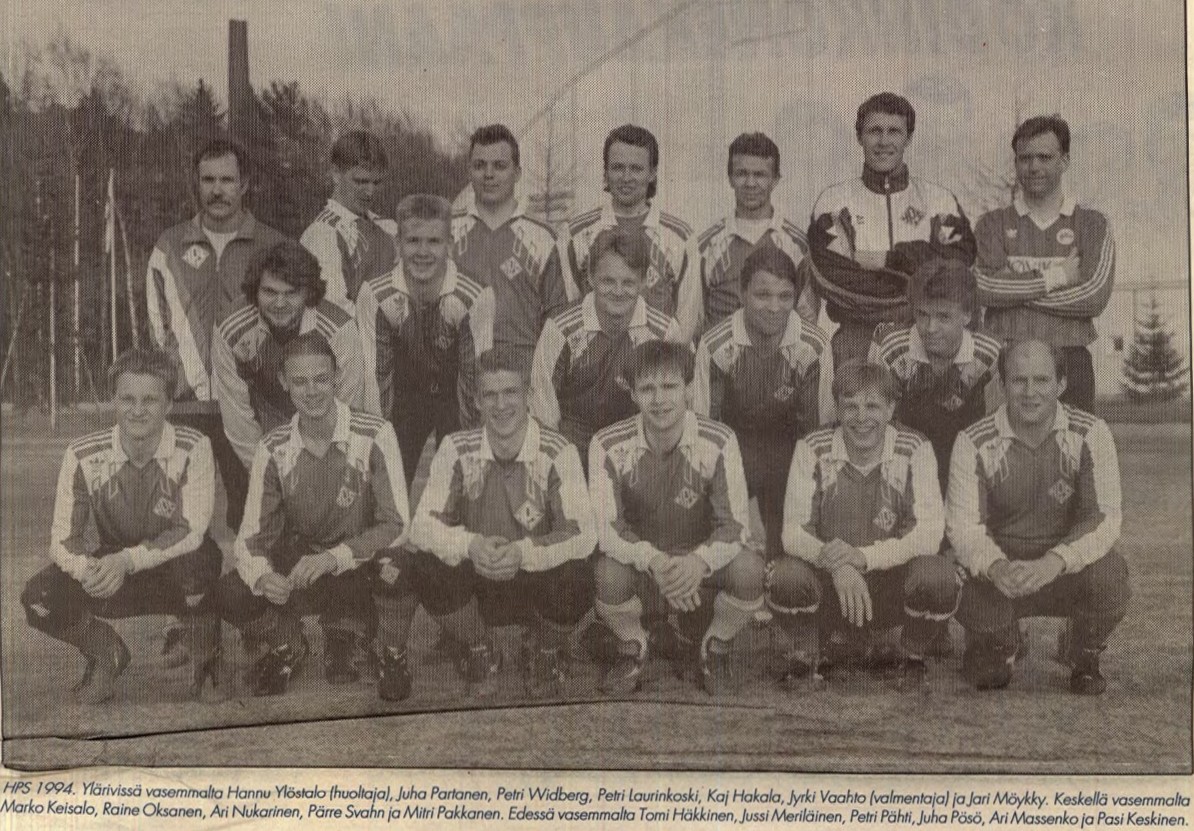 HPS 1994. Ylärivissä vasemmalta Hannu Ylöstalo (huoltaja), Juha Partanen, Petri Widberg, Petri Laurinkoski, Kaj Hakala, Jyrki Vaahto (valmentaja) ja Jari Möykky. Keskellä vasemmalta
Marko Keisalo, Raine Oksanen, Ari Nukarinen, Pärre Svahn ja Mitri Pakkanen. Edessä vasemmalta Tomi Häkkinen, Jussi Meriläinen, Petri Pähti, Juha Pösö, Ari Massenko ja Pasi Keskinen.